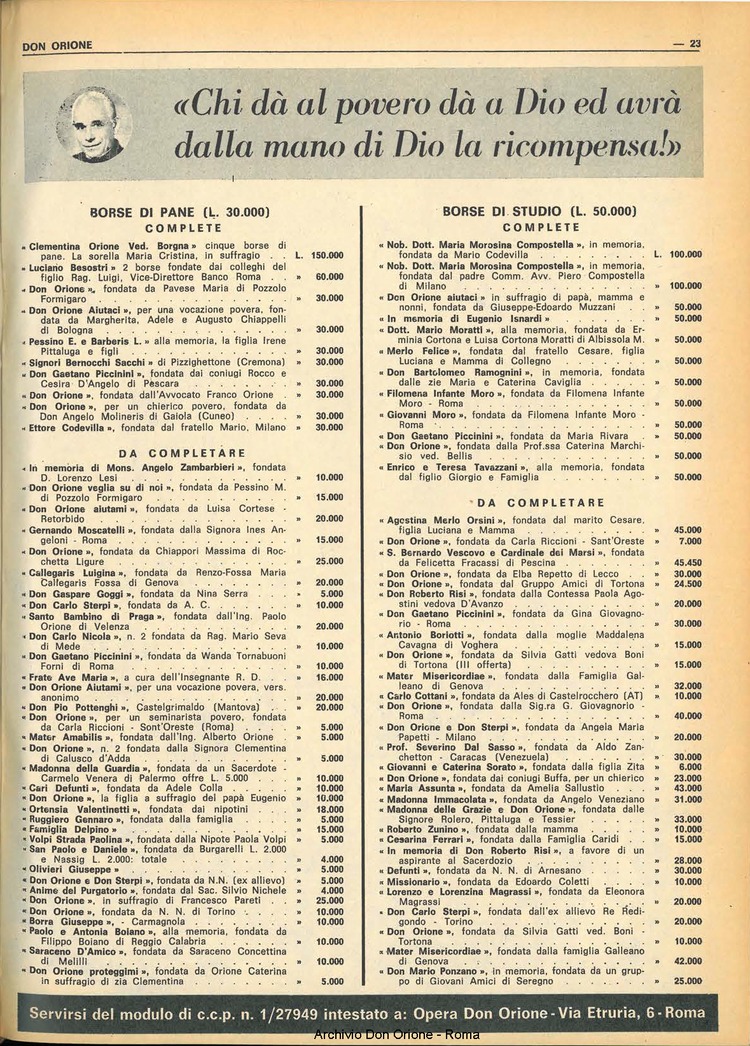 DON ORIONE
— 23
«Chi dà al povero dà a Dio ed avrà
dalla mano di Dio la ricompensa!»
BORSE DI PANE (L. 30.000)
COMPLETE
« Clementina Orione Ved. Borgna » cinque borse di
pane. La sorella Maria Cristina, in suffragio . . L. 150.000
« Luciano Besostri » 2 borse fondate dai colleghi del
figlio Rag. Luigi, Vice-Direttore Banco Roma . . » 60.000
« Don Orione », fondata da Pavese Maria di Pozzolo
Formigaro . . . . . » 30.000
« Don Orione Aiutaci », per una vocazione povera, fon-
data da Margherita, Adele e Augusto Chiappelli
di Bologna . . . . . » 30.000
« Pessino E. e Barberis L. » alla memoria, la figlia Irene
Pittaluga e figli . . . . . » 30.000
« Signori Bernocchi Sacchi » di Pizzighettone (Cremona) » 30.000
« Don Gaetano Piccinini », fondata dai coniugi Rocco e
Cesira D'Angelo di Pescara . . . . . » 30.000
« Don Orione », fondata dall'Avvocato Franco Orione . » 30.000
« Don Orione », per un chierico povero, fondata da
Don Angelo Molineris di Gaiola (Cuneo) . . . » 30.000
« Ettore Codevilla », fondata dal fratello Mario, Milano » 30.000
DA COMPLETARE
« In memoria di Mons. Angelo Zambarbieri », fondata
D. Lorenzo Lesi . . . . . » 10.000
« Don Orione veglia su di noi », fondata da Pessino M.
di Pozzolo Formigaro . . . . . » 15.000
« Don Orione aiutami », fondata da Luisa Cortese -
Retorbido . . . . . » 20.000
« Gernando Moscatelli », fondata dalla Signora Ines An-
geloni - Roma . . . . . » 15.000
« Don Orione », fondata da Chiappori Massima di Roc-
chetta Ligure . . . . . » 25.000
« Callegaris Luigina », fondata da Renzo-Fossa Maria
Callegaris Fossa di Genova . . . . . » 20.000
« Don Gaspare Goggi », fondata da Nina Serra . . » 5.000
« Don Carlo Sterpi », fondata da A. C. . . . . » 10.000
« Santo Bambino di Praga », fondata dall'Ing. Paolo
Orione di Velenza . . . . . » 20.000
« Don Carlo Nicola », n. 2 fondata da Rag. Mario Seva
di Mede . . . . . » 10.000
« Don Gaetano Piccinini », fondata da Wanda Tornabuoni
Forni di Roma . . . . . » 10.000
« Frate Ave Maria », a cura dell'Insegnante R. D. . . » 16.000
« Don Orione Aiutami », per una vocazione povera, vers.
anonimo . . . . . » 20.000
« Don Pio Pottenghi », Castelgrimaldo (Mantova) . . » 20.000
« Don Orione », per un seminarista povero, fondata
da Carla Riccioni - Sont'Oreste (Roma) . . . » 5.000
« Mater Amabilis », fondata dall'Ing. Alberto Orione » 5.000
« Don Orione », n. 2 fondata dalla Signora Clementina
di Calusco d'Adda . . . . . » 5.000
« Madonna della Guardia », fondata da un Sacerdote -
Carmelo Venera di Palermo offre L. 5.000 . . » 10.000
« Cari Defunti », fondata da Adele Colla . . . » 10.000
« Don Orione », la figlia a suffragio del papà Eugenio » 10.000
« Ortensia Valentinetti », fondata dai nipotini . . » 18.000
« Ruggiero Gennaro », fondata dalla famiglia . . » 5.000
« Famiglia Delpino » . . . . . » 15.000
« Volpi Strada Paolina », fondata dalla Nipote Paola Volpi » 5.000
« San Paolo e Daniele », fondata da Burgarelli L. 2.000
e Nassig L. 2.000: totale . . . . . » 4.000
« Olivieri Giuseppe » . . . . . » 5.000
« Don Orione e Don Sterpi », fondata da N.N. (ex allievo) » 5.000
« Anime del Purgatorio », fondata dal Sac. Silvio Nichele » 4.000
« Don Orione », in suffragio di Francesco Pareti . . » 25.000
« Don Orione », fondata da N. N. di Torino . . . » 10.000
« Borra Giuseppe », - Carmagnola . . . . . » 10.000
« Paolo e Antonia Boiano », alla memoria, fondata da
Filippo Boiano di Reggio Calabria . . . . » 10.000
« Saraceno D'Amico », fondata da Saraceno Concettina
di Melilli . . . . . » 10.000
« Don Orione proteggimi », fondata da Orione Caterina
in suffragio di zia Clementina . . . . . » 5.000
BORSE DI STUDIO (L. 50.000)
COMPLETE
« Nob. Dott. Maria Morosina Compostella », in memoria,
fondata da Mario Codevilla . . . . . L. 100.000
« Nob. Dott. Maria Morosina Compostella », in memoria,
fondata dal padre Comm. Avv. Piero Compostella
di Milano . . . . . » 100.000
« Don Orione aiutaci » in suffragio di papà, mamma e
nonni, fondata da Giuseppe-Edoardo Muzzani . . » 50.000
« In memoria di Eugenio Isnardi » . . . . . » 50.000
« Dott. Mario Moratti », alla memoria, fondata da Er-
minia Cortona e Luisa Cortona Moratti di Albissola M. » 50.000
« Merlo Felice », fondata dal fratello Cesare, figlia
Luciana e Mamma di Collegno . . . . . » 50.000
« Don Bartolomeo Ramognini », in memoria, fondata
dalle zie Maria e Caterina Caviglia . . . . » 50.000
« Filomena Infante Moro », fondata da Filomena Infante
Moro - Roma . . . . . » 50.000
« Giovanni Moro », fondata da Filomena Infante Moro -
Roma . . . . . » 50.000
« Don Gaetano Piccinini », fondata da Maria Rivara . » 50.000
« Don Orione », fondata dalla Prof.ssa Caterina Marchi-
sio ved. Bellis . . . . . » 50.000
« Enrico e Teresa Tavazzani », alla memoria, fondata
dal figlio Giorgio e Famiglia . . . . . » 50.000
DA COMPLETARE
« Agostina Merlo Orsini », fondata dal marito Cesare,
figlia Luciana e Mamma . . . . . » 45.000
« Don Orione », fondata da Carla Riccioni - Sant'Oreste » 7.000
« S. Bernardo Vescovo e Cardinale dei Marsi », fondata
da Felicetta Fracassi di Pescina . . . . . » 45.450
« Don Orione », fondata da Elba Repetto di Lecco . . » 30.000
« Don Orione », fondata dal Gruppo Amici di Tortona » 24.500
« Don Roberto Risi », fondata dalla Contessa Paola Ago-
stini vedova D'Avanzo . . . . . » 20.000
« Don Gaetano Piccinini », fondata da Gina Giovagno-
rio - Roma . . . . . » 30.000
« Antonio Boriotti », fondata dalla moglie Maddalena
Cavagna di Voghera . . . . . » 15.000
« Don Orione », fondata da Silvia Gatti vedova Boni
di Tortona (III offerta) . . . . . » 15.000
« Mater Misericordiae », fondata dalla Famiglia Gal-
leano di Genova . . . . . » 32.000
« Carlo Cottani », fondata da Ales di Castelrocchero (AT) » 10.000
« Don Orione », fondata dalla Sig.ra G. Giovagnorio -
Roma . . . . . » 40.000
« Don Orione e Don Sterpi », fondata da Angela Maria
Papetti - Milano . . . . . » 20.000
« Prof. Severino Dal Sasso », fondata da Aldo Zan-
chetton - Caracas (Venezuela) . . . . . » 30.000
« Giovanni e Caterina Sorato », fondata dalla figlia Zita » 6.000
« Don Orione », fondata dai coniugi Buffa, per un chierico » 23.000
« Maria Assunta », fondata da Amelia Sallustio . . » 43.000
« Madonna Immacolata », fondata da Angelo Veneziano » 31.000
« Madonna delle Grazie e Don Orione », fondata dalle
Signore Rolero, Pittaluga e Tessier . . . . » 33.000
« Roberto Zunino », fondata dalla mamma . . . » 10.000
« Cesarina Ferrari », fondata dalla Famiglia Caridi . . » 15.000
« In memoria di Don Roberto Risi », a favore di un
aspirante al Sacerdozio . . . . . » 28.000
« Defunti », fondata da N. N. di Arnesano . . . » 30.000
« Missionario », fondata da Edoardo Coletti . . . » 10.000
« Lorenzo e Lorenzina Magrassi », fondata da Eleonora
Magrassi . . . . . » 20.000
« Don Carlo Sterpi », fondata dall'ex allievo Re Redi-
gondo - Torino . . . . . » 20.000
« Don Orione », fondata da Silvia Gatti ved. Boni -
Tortona . . . . . » 10.000
« Mater Misericordiae », fondata dalla famiglia Galleano
di Genova . . . . . » 42.000
« Don Mario Ponzano », in memoria, fondata da un grup-
po di Giovani Amici di Seregno . . . . . » 25.000
Servirsi del modulo di c.c.p. n. 1/27949 intestato a: Opera Don Orione - Via Etruria, 6 - Roma
Archivio Don Orione - Roma